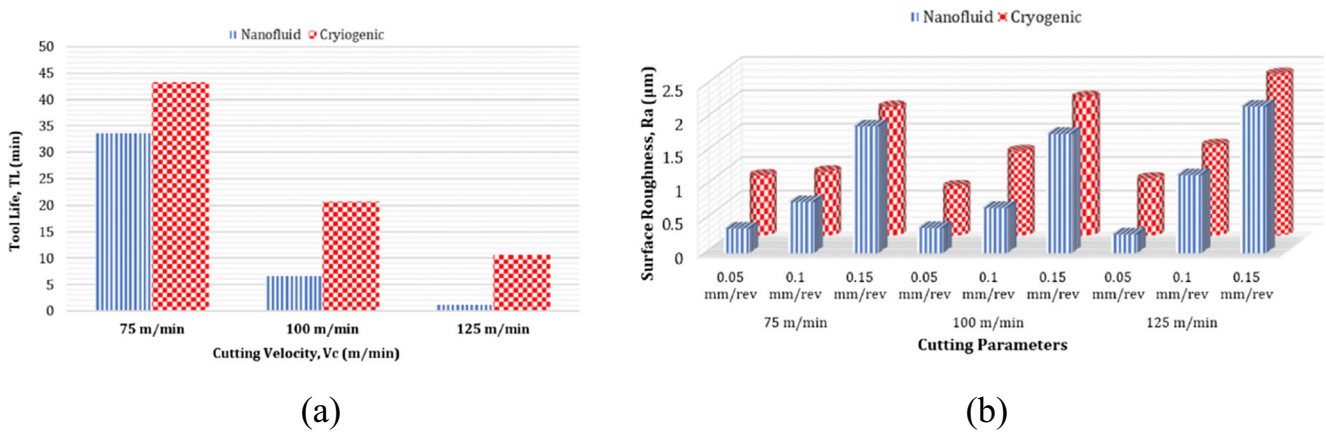 Nanofluid Cryiogenic
50
45
40
35
30
25
20
15
10
5
0
Tool Life, TL (min)
75 m/min 100 m/min 125 m/min
Cutting Velocity, Vc (m/min)
(a)
Nanofluid Cryogenic
2.5
2
1.5
1
0.5
0
Surface Roughness, Ra (µm)
0.05 0.1 0.15 0.05 0.1 0.15 0.05 0.1 0.15
mm/rev mm/rev mm/rev mm/rev mm/rev mm/rev mm/rev mm/rev mm/rev
75 m/min 100 m/min 125 m/min
Cutting Parameters
(b)